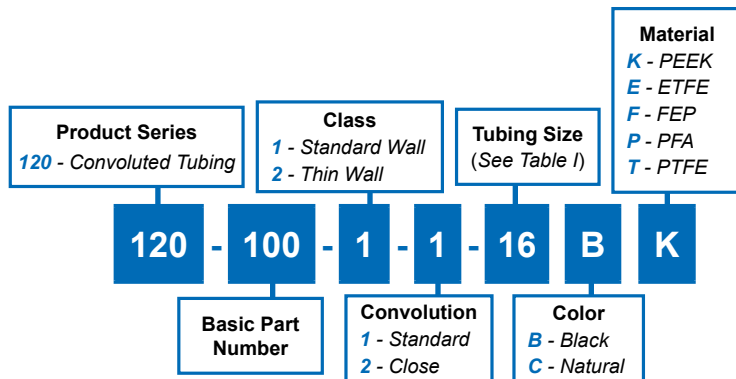 Material
K - PEEK
E - ETFE
F - FEP
P - PFA
T - PTFE
Product Series
120 - Convoluted Tubing
Class
1 - Standard Wall
2 - Thin Wall
Tubing Size
(See Table I)
120 - 100 - 1 - 1 - 16 B K
Basic Part
Number
Convolution
1 - Standard
2 - Close
Color
B - Black
C - Natural